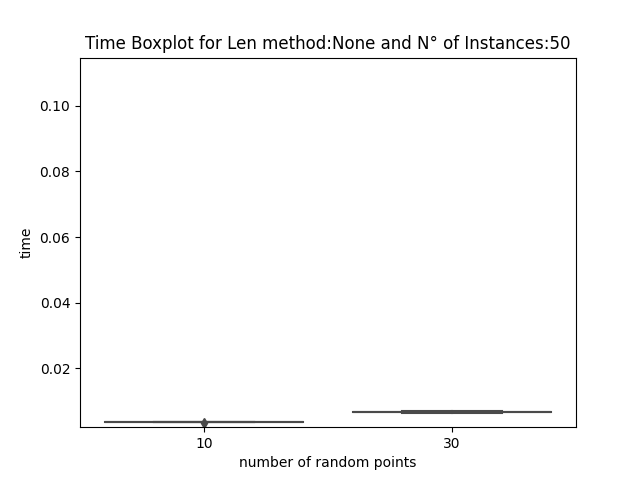 Time Boxplot for Len method:None and N° of Instances:50
0.10
0.08
0.06
0.04
0.02
time
10
30
number of random points